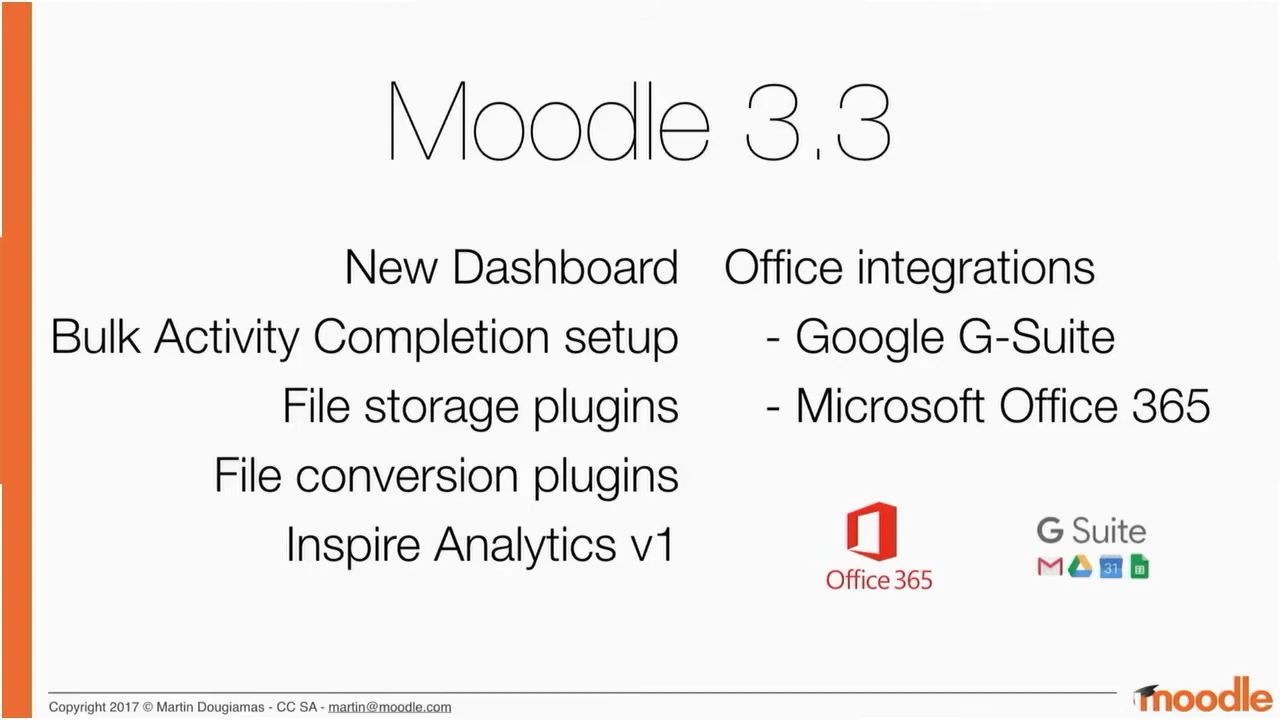 Moodle 3.3
New Dashboard
Bulk Activity Completion setup
File storage plugins
File conversion plugins
Inspire Analytics v1
Office integrations
- Google G-Suite
- Microsoft Office 365
Office 365
G Suite
31
Copyright 2017 © Martin Dougiamas - CC SA - martin@moodle.com
moodle